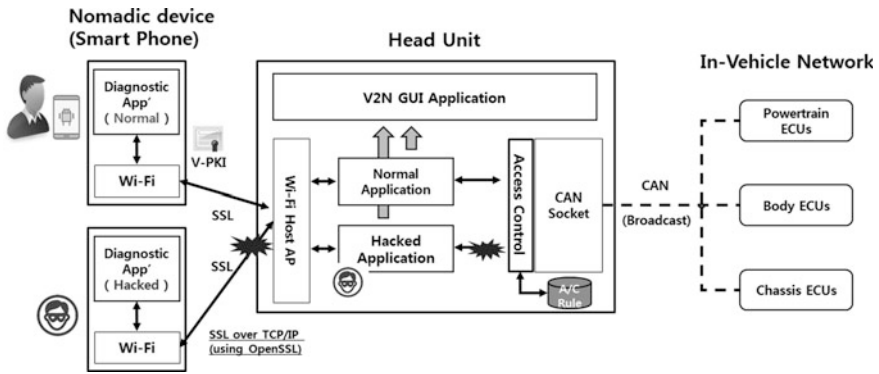 Nomadic device
(Smart Phone)
Diagnostic
App´
( Normal )
Wi-Fi
V-PKI
SSL
Diagnostic
App´
( Hacked )
Wi-Fi
SSL
SSL over TCP/IP
(using OpenSSL)
Head Unit
V2N GUI Application
Wi-Fi Host AP
Normal
Application
Hacked
Application
Access Control
CAN
Socket
A/C
Rule
In-Vehicle Network
CAN
(Broadcast)
Powertrain
ECUs
Body ECUs
Chassis ECUs